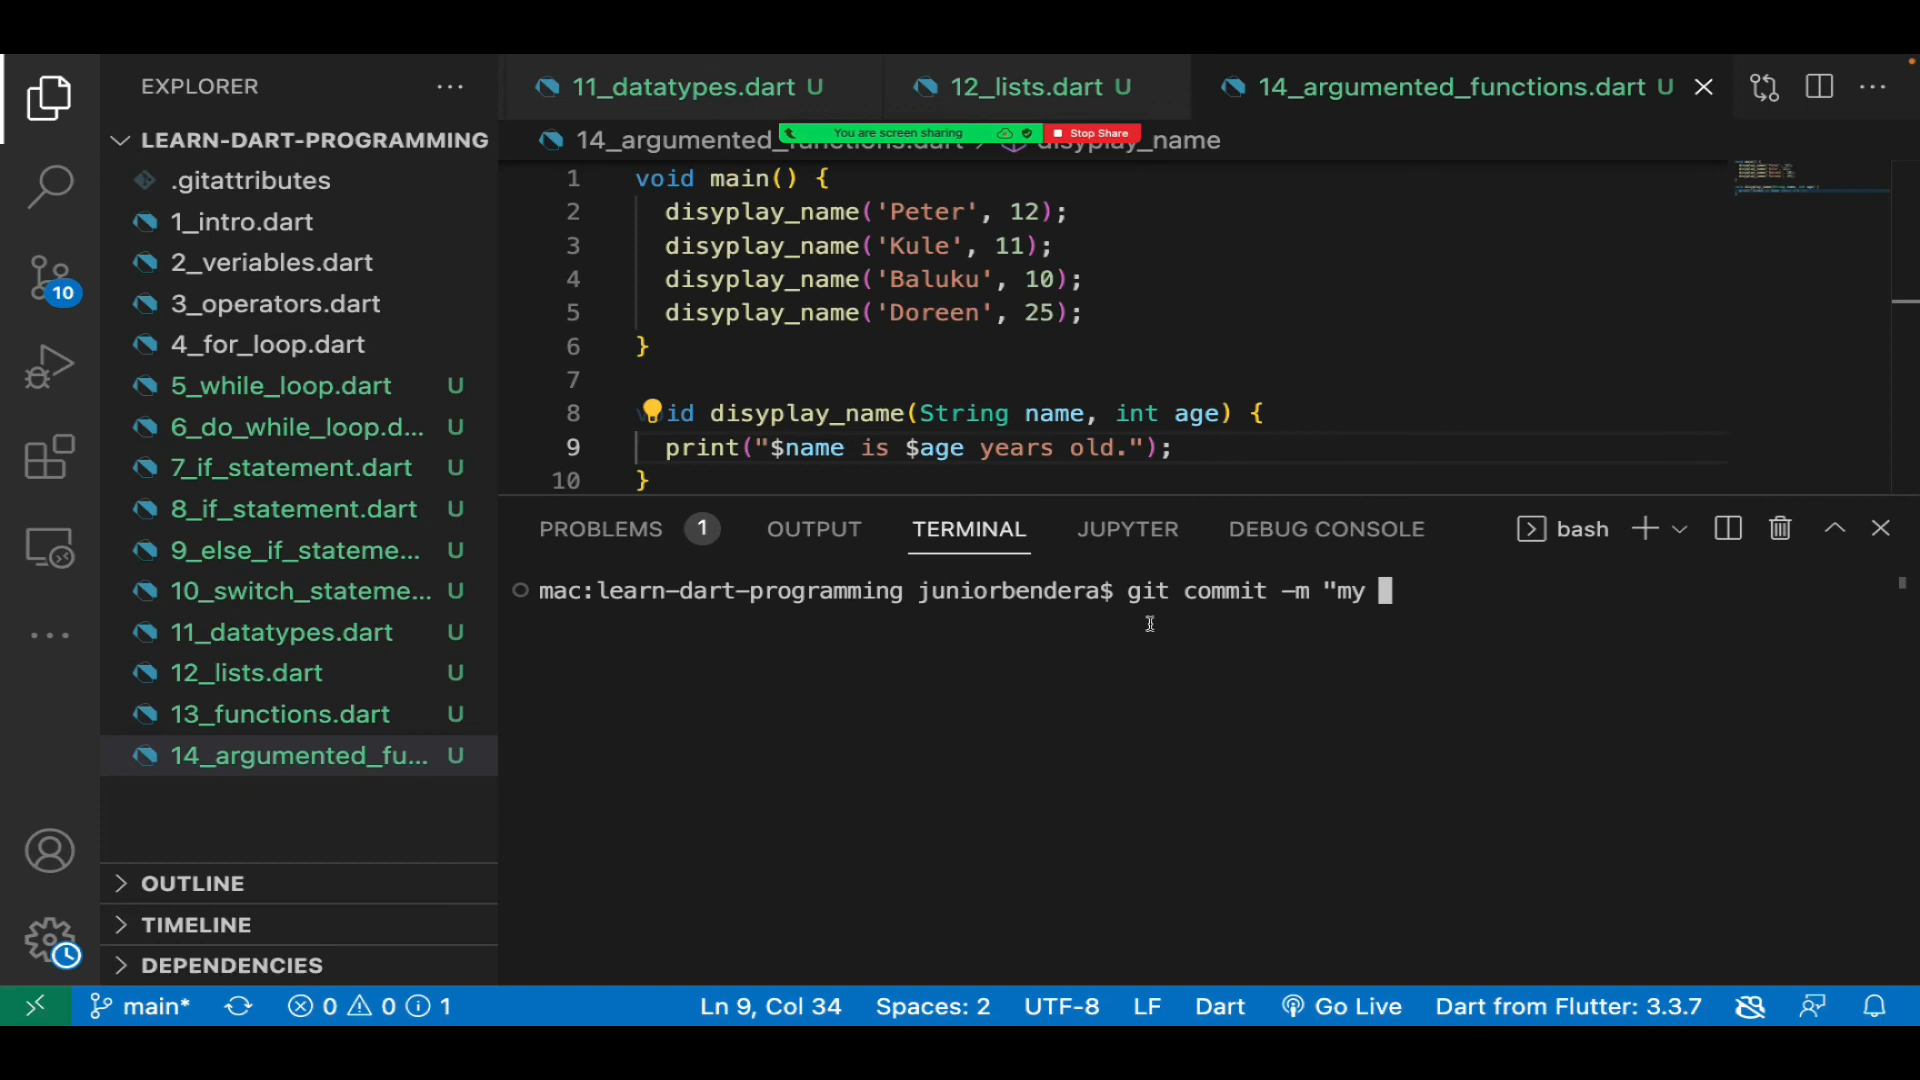 EXPLORER
LEARN-DART-PROGRAMMING
.gitattributes
1_intro.dart
2_veriables.dart
3_operators.dart
4_for_loop.dart
5_while_loop.dart U
6_do_while_loop.d... U
7_if_statement.dart U
8_if_statement.dart U
9_else_if_stateme... U
10_switch_stateme... U
11_datatypes.dart U
12_lists.dart U
13_functions.dart U
14_argumented_fu... U
OUTLINE
TIMELINE
DEPENDENCIES
10
11_datatypes.dart U
12_lists.dart U
14_argumented_functions.dart U
14_argumented_functions.dart > disyplay_name
You are screen sharing
Stop Share
1 void main() {
2 disyplay_name('Peter', 12);
3 disyplay_name('Kule', 11);
4 disyplay_name('Baluku', 10);
5 disyplay_name('Doreen', 25);
6 }
7
8 void disyplay_name(String name, int age) {
9 print("$name is $age years old.");
10 }
PROBLEMS 1 OUTPUT TERMINAL JUPYTER DEBUG CONSOLE bash
mac:learn-dart-programming juniorbendera$ git commit -m "my
main* 0 0 1 Ln 9, Col 34 Spaces: 2 UTF-8 LF Dart Go Live Dart from Flutter: 3.3.7